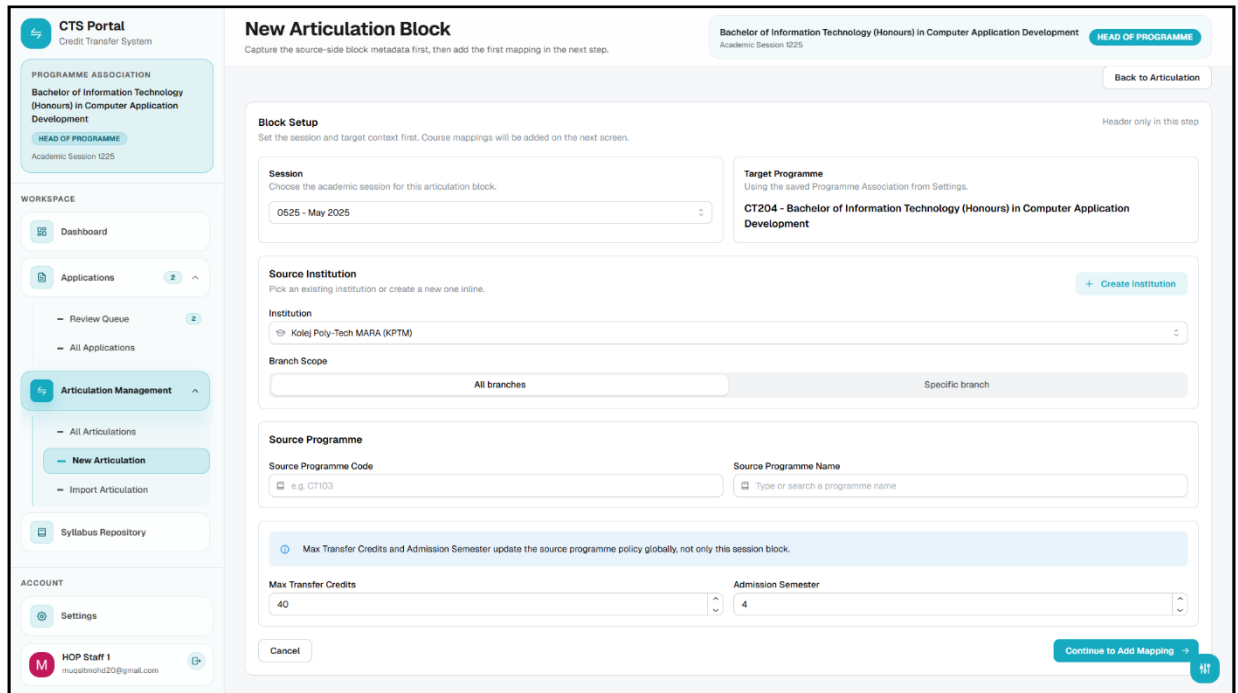 CTS Portal
Credit Transfer System
PROGRAMME ASSOCIATION
Bachelor of Information Technology
(Honours) in Computer Application
Development
HEAD OF PROGRAMME
Academic Session 1225
WORKSPACE
Dashboard
Applications 2
Review Queue 2
All Applications
Articulation Management
All Articulations
New Articulation
Import Articulation
Syllabus Repository
ACCOUNT
Settings
M
HOP Staff 1
muqsitmohd20@gmail.com
New Articulation Block
Capture the source-side block metadata first, then add the first mapping in the next step.
Bachelor of Information Technology (Honours) in Computer Application Development
Academic Session 1225
HEAD OF PROGRAMME
Back to Articulation
Block Setup
Set the session and target context first. Course mappings will be added on the next screen.
Header only in this step
Session
Choose the academic session for this articulation block.
0525 - May 2025
Target Programme
Using the saved Programme Association from Settings.
CT204 - Bachelor of Information Technology (Honours) in Computer Application
Development
Source Institution
Pick an existing institution or create a new one inline.
+ Create Institution
Institution
Kolej Poly-Tech MARA (KPTM)
Branch Scope
All branches
Specific branch
Source Programme
Source Programme Code
e.g. CT103
Source Programme Name
Type or search a programme name
Max Transfer Credits and Admission Semester update the source programme policy globally, not only this session block.
Max Transfer Credits
40
Admission Semester
4
Cancel
Continue to Add Mapping →